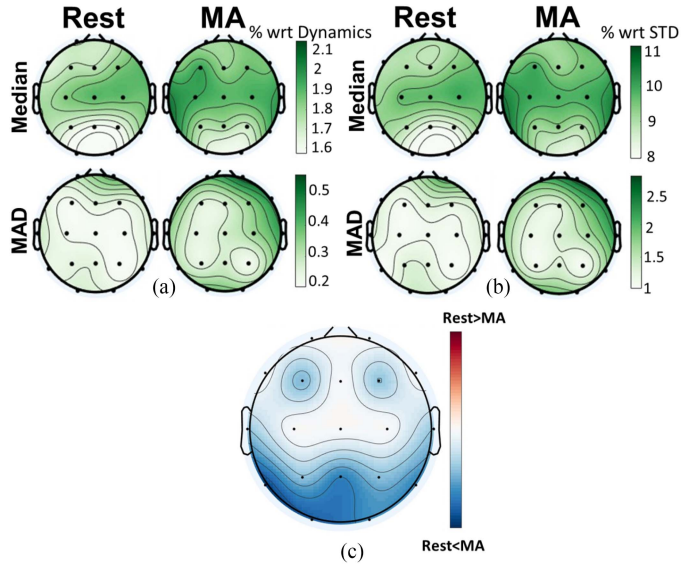 Rest MA % wrt Dynamics
Median
2.1
2
1.9
1.8
1.7
1.6
MAD
0.5
0.4
0.3
0.2
(a)
Rest MA % wrt STD
Median
11
10
9
8
MAD
2.5
2
1.5
1
(b)
Rest>MA
Rest<MA
(c)